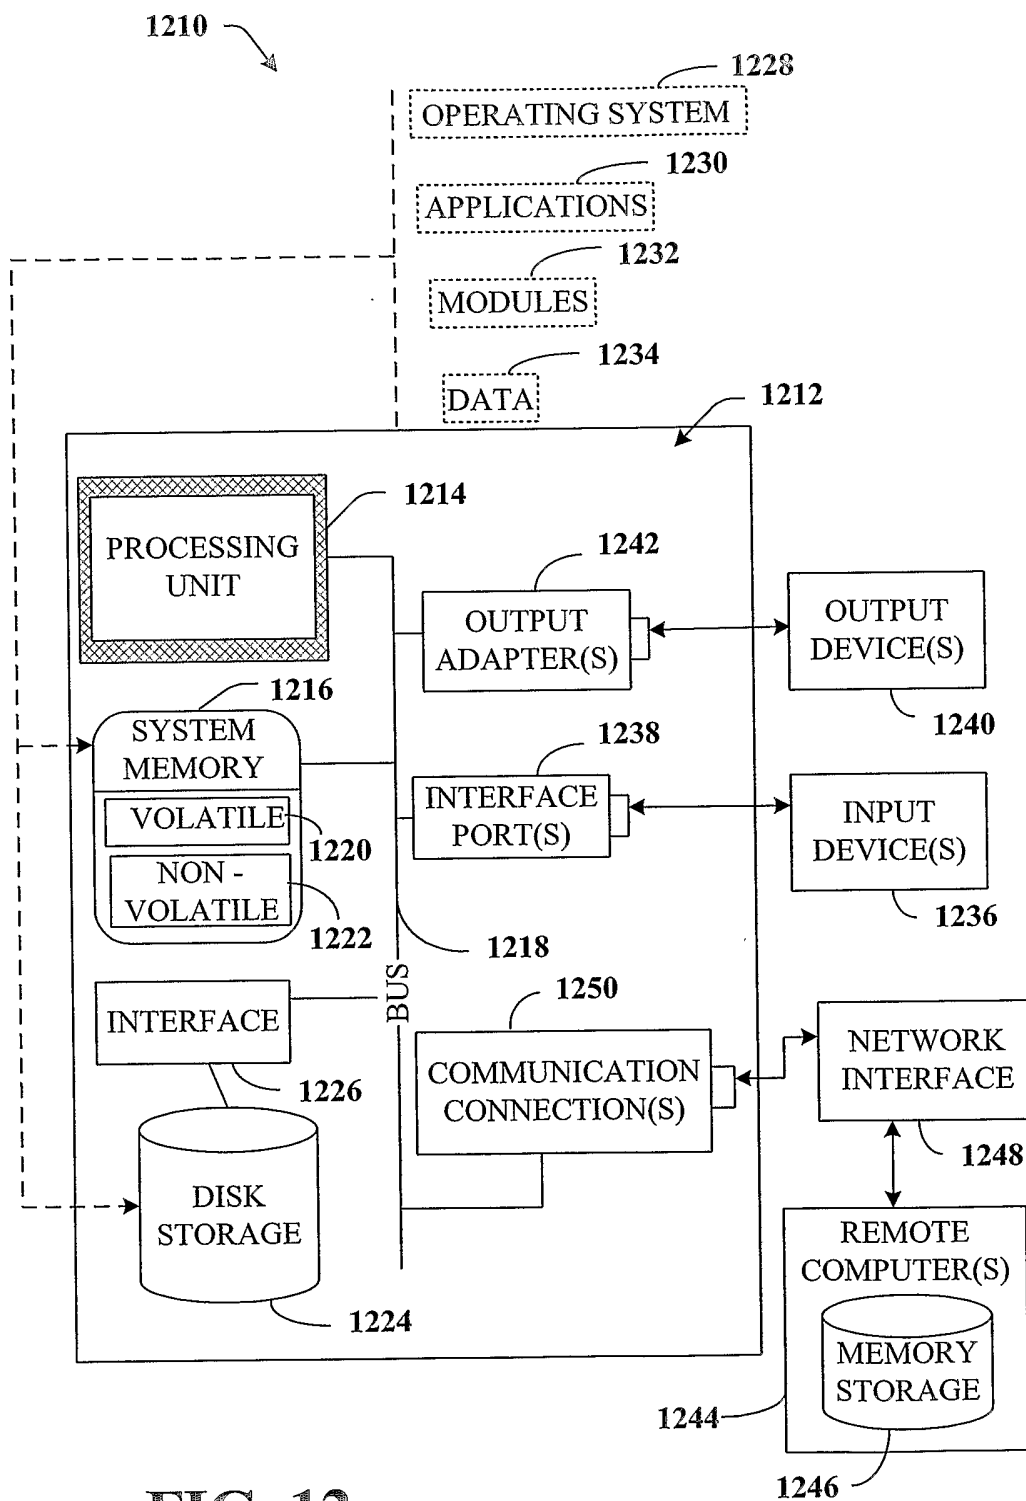 1210
1228
OPERATING SYSTEM
1230
APPLICATIONS
1232
MODULES
1234
DATA
1212
1214
PROCESSING
UNIT
1242
OUTPUT
ADAPTER(S)
OUTPUT
DEVICE(S)
1240
1216
SYSTEM
MEMORY
1238
INTERFACE
PORT(S)
INPUT
DEVICE(S)
1236
VOLATILE
1220
NON -
VOLATILE
1222
1218
BUS
INTERFACE
1226
1250
COMMUNICATION
CONNECTION(S)
NETWORK
INTERFACE
1248
DISK
STORAGE
1224
REMOTE
COMPUTER(S)
MEMORY
STORAGE
1244
1246
FIG. 12